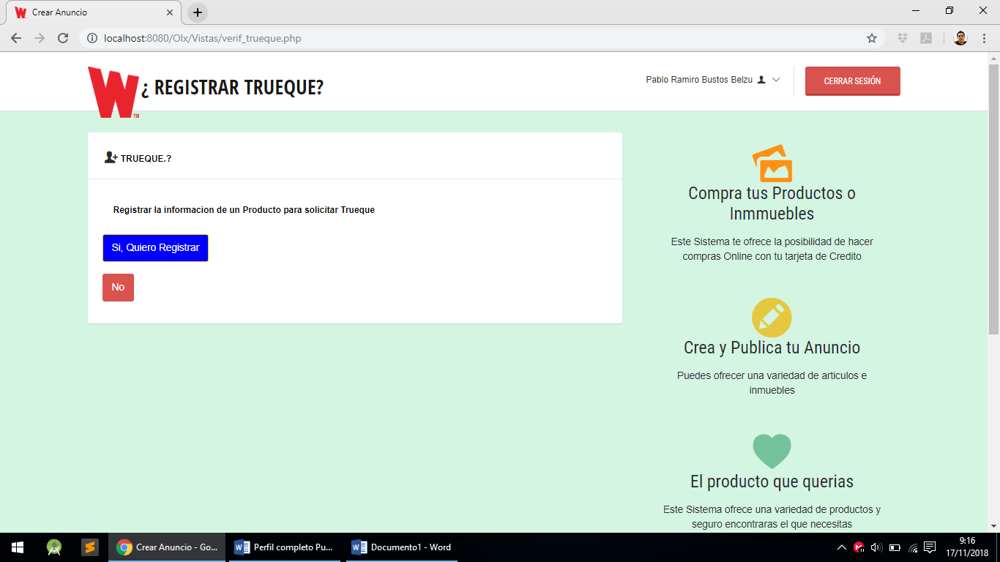 Crear Anuncio
localhost:8080/Olx/Vistas/verif_trueque.php
W
TM
¿ REGISTRAR TRUEQUE?
Pablo Ramiro Bustos Belzu
CERRAR SESIÓN
TRUEQUE.?
Registrar la informacion de un Producto para solicitar Trueque
Si, Quiero Registrar
No
Compra tus Productos o
Inmmuebles
Este Sistema te ofrece la posibilidad de hacer
compras Online con tu tarjeta de Credito
Crea y Publica tu Anuncio
Puedes ofrecer una variedad de articulos e
inmuebles
El producto que querias
Este Sistema ofrece una variedad de productos y
seguro encontraras el que necesitas
Crear Anuncio - Go...
Perfil completo Pu...
Documento1 - Word
9:16
17/11/2018